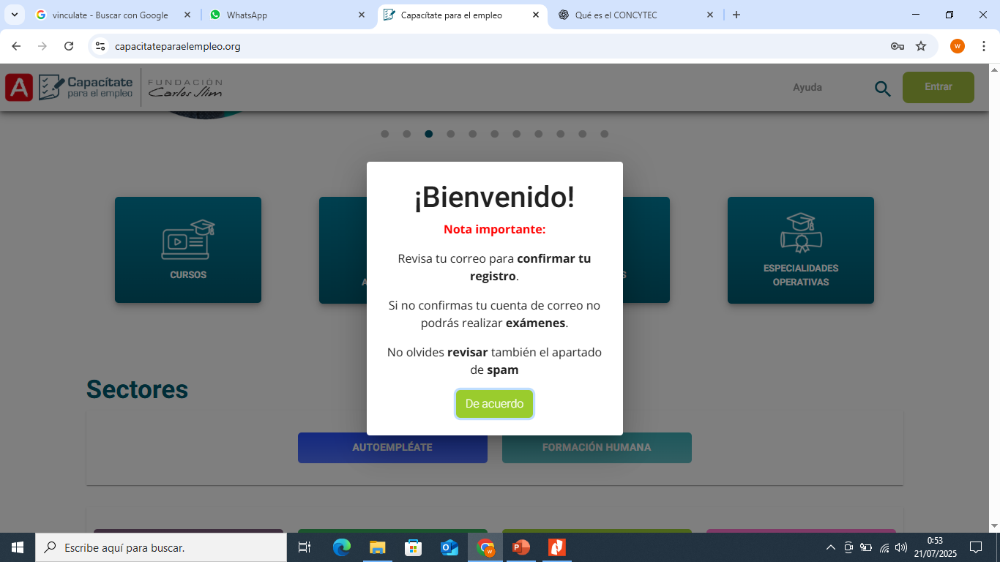 vinculate - Buscar con Google
WhatsApp
Capacítate para el empleo
Qué es el CONCYTEC
capacitateparaelempleo.org
w
A
Capacítate
para el empleo
FUNDACIÓN
Carlos Slim
Ayuda
Entrar
¡Bienvenido!
Nota importante:
Revisa tu correo para confirmar tu
registro.
Si no confirmas tu cuenta de correo no
podrás realizar exámenes.
No olvides revisar también el apartado
de spam
De acuerdo
CURSOS
ESPECIALIDADES
OPERATIVAS
Sectores
AUTOEMPLÉATE
FORMACIÓN HUMANA
Escribe aquí para buscar.
0:53
21/07/2025